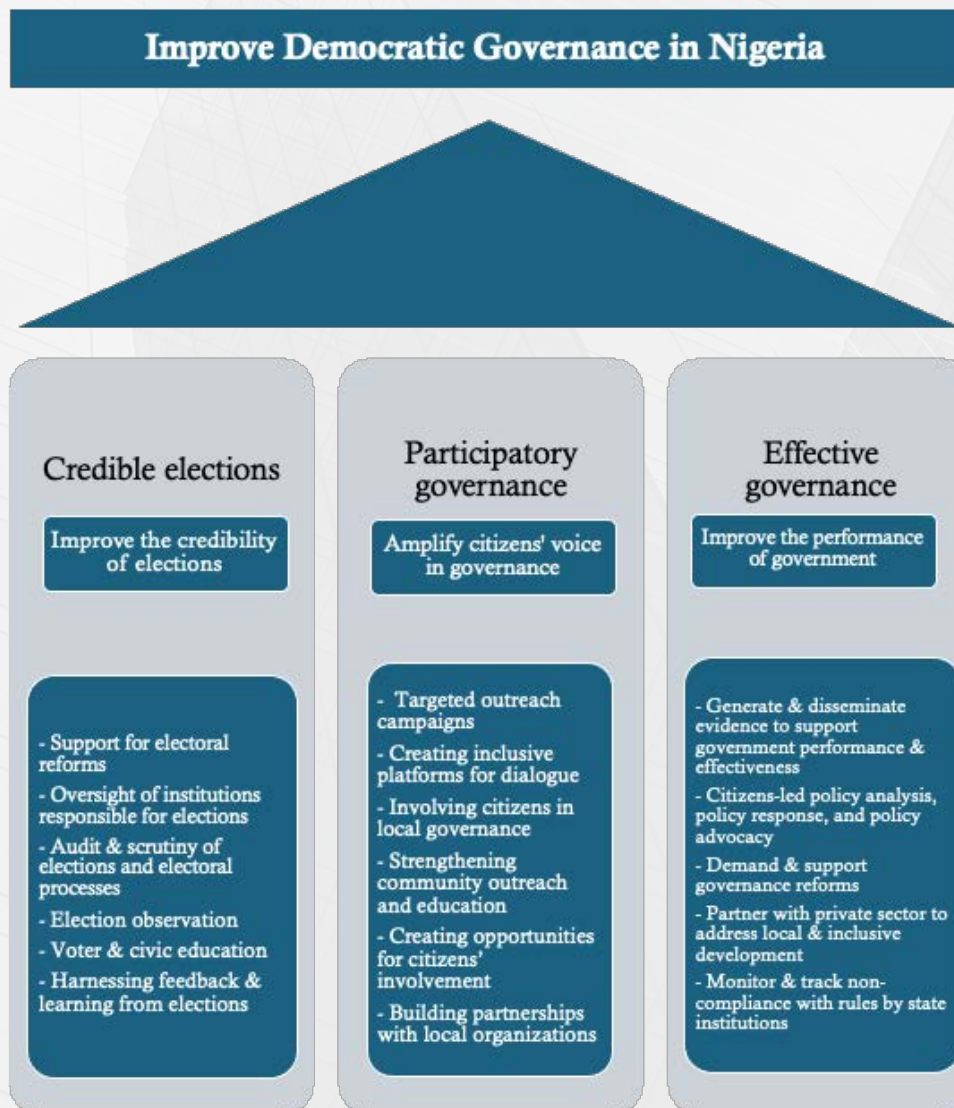 Improve Democratic Governance in Nigeria
Credible elections
Improve the credibility
of elections
- Support for electoral
reforms
- Oversight of institutions
responsible for elections
- Audit & scrutiny of
elections and electoral
processes
- Election observation
- Voter & civic education
- Harnessing feedback &
learning from elections
Participatory
governance
Amplify citizens' voice
in governance
- Targeted outreach
campaigns
- Creating inclusive
platforms for dialogue
- Involving citizens in
local governance
- Strengthening
community outreach
and education
- Creating opportunities
for citizens'
involvement
- Building partnerships
with local organizations
Effective
governance
Improve the performance
of government
- Generate & disseminate
evidence to support
government performance &
effectiveness
- Citizens-led policy analysis,
policy response, and policy
advocacy
- Demand & support
governance reforms
- Partner with private sector to
address local & inclusive
development
- Monitor & track non-
compliance with rules by state
institutions